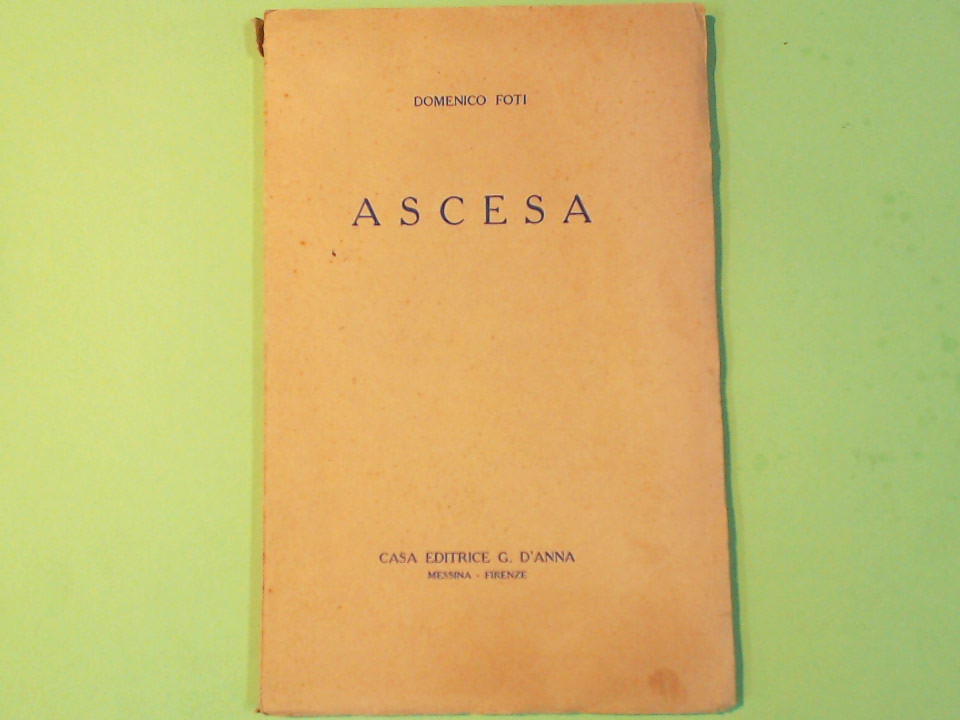 DOMENICO FOTI
ASCESA
CASA EDITRICE G. D'ANNA
MESSINA - FIRENZE